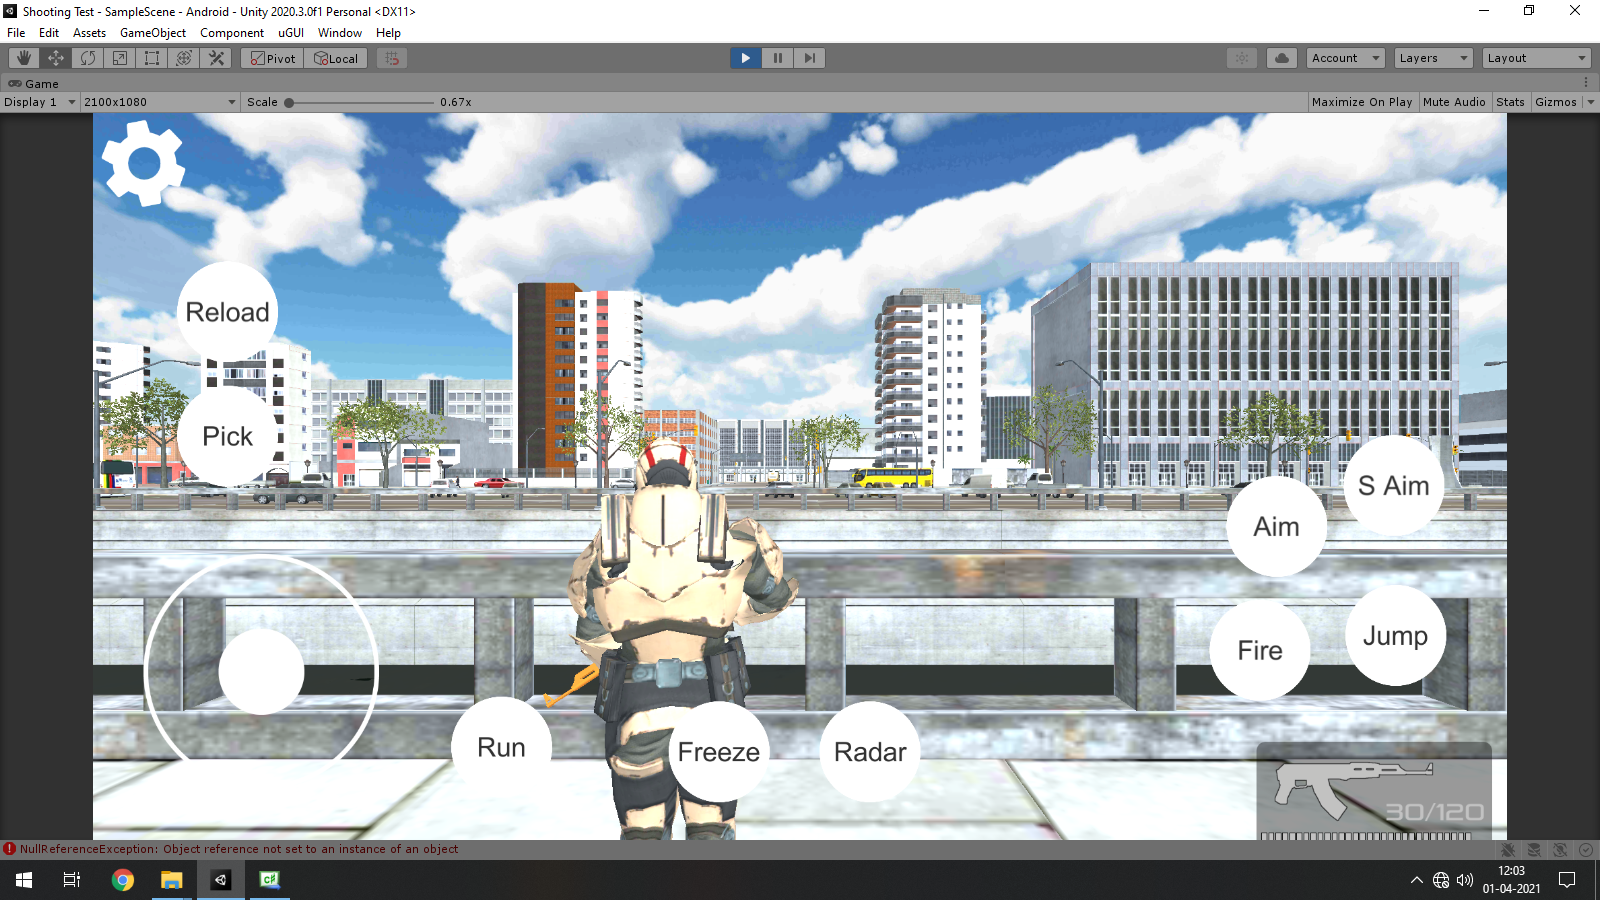 Shooting Test - SampleScene - Android - Unity 2020.3.0f1 Personal <DX11>
File Edit Assets GameObject Component uGUI Window Help
Pivot Local Account Layers Layout
Game
Display 1 2100x1080 Scale 0.67x Maximize On Play Mute Audio Stats Gizmos
Reload
Pick
S Aim
Aim
Jump
Fire
Run
Freeze
Radar
30/120
NullReferenceException: Object reference not set to an instance of an object
12:03
01-04-2021